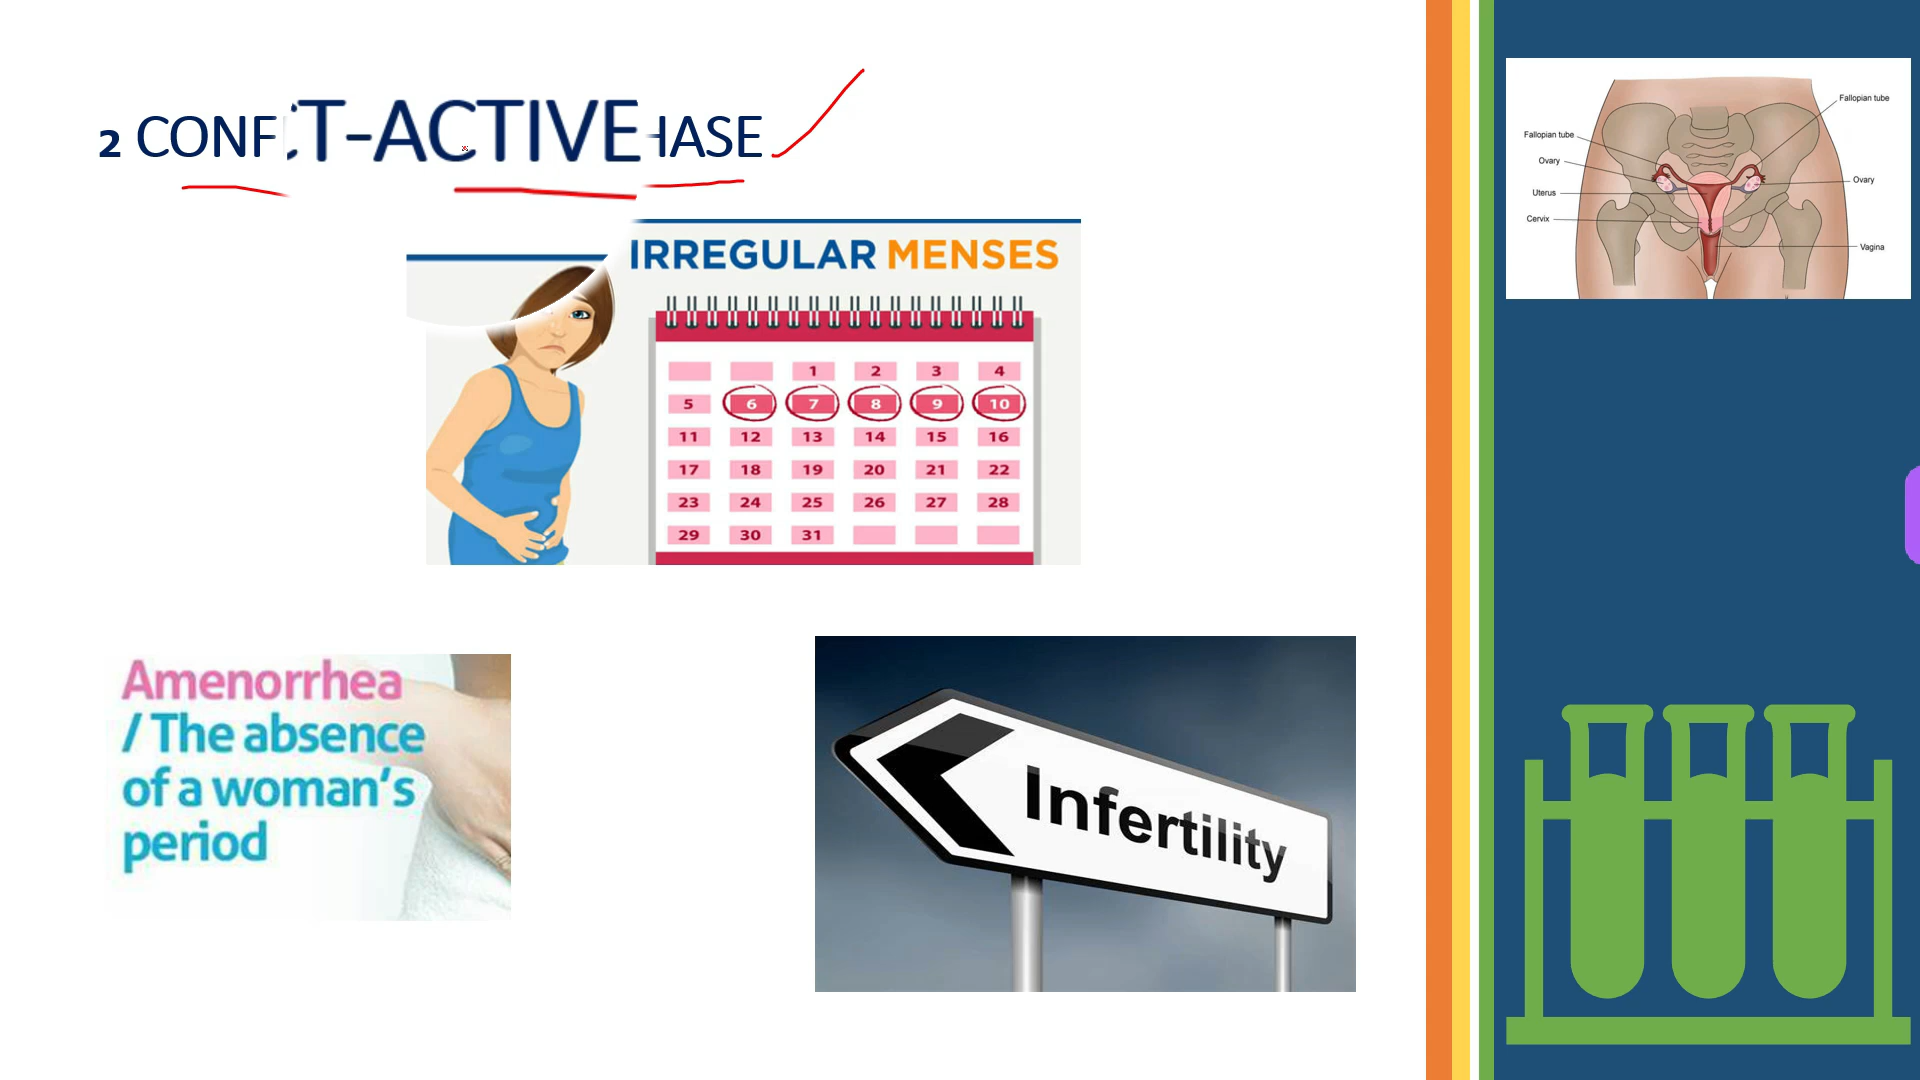 2 CONF T-ACTIVE HASE
IRREGULAR MENSES
1 2 3 4
5 6 7 8 9 10
11 12 13 14 15 16
17 18 19 20 21 22
23 24 25 26 27 28
29 30 31
Amenorrhea
/ The absence
of a woman's
period
Infertility
Fallopian tube
Fallopian tube
Ovary
Ovary
Uterus
Cervix
Vagina